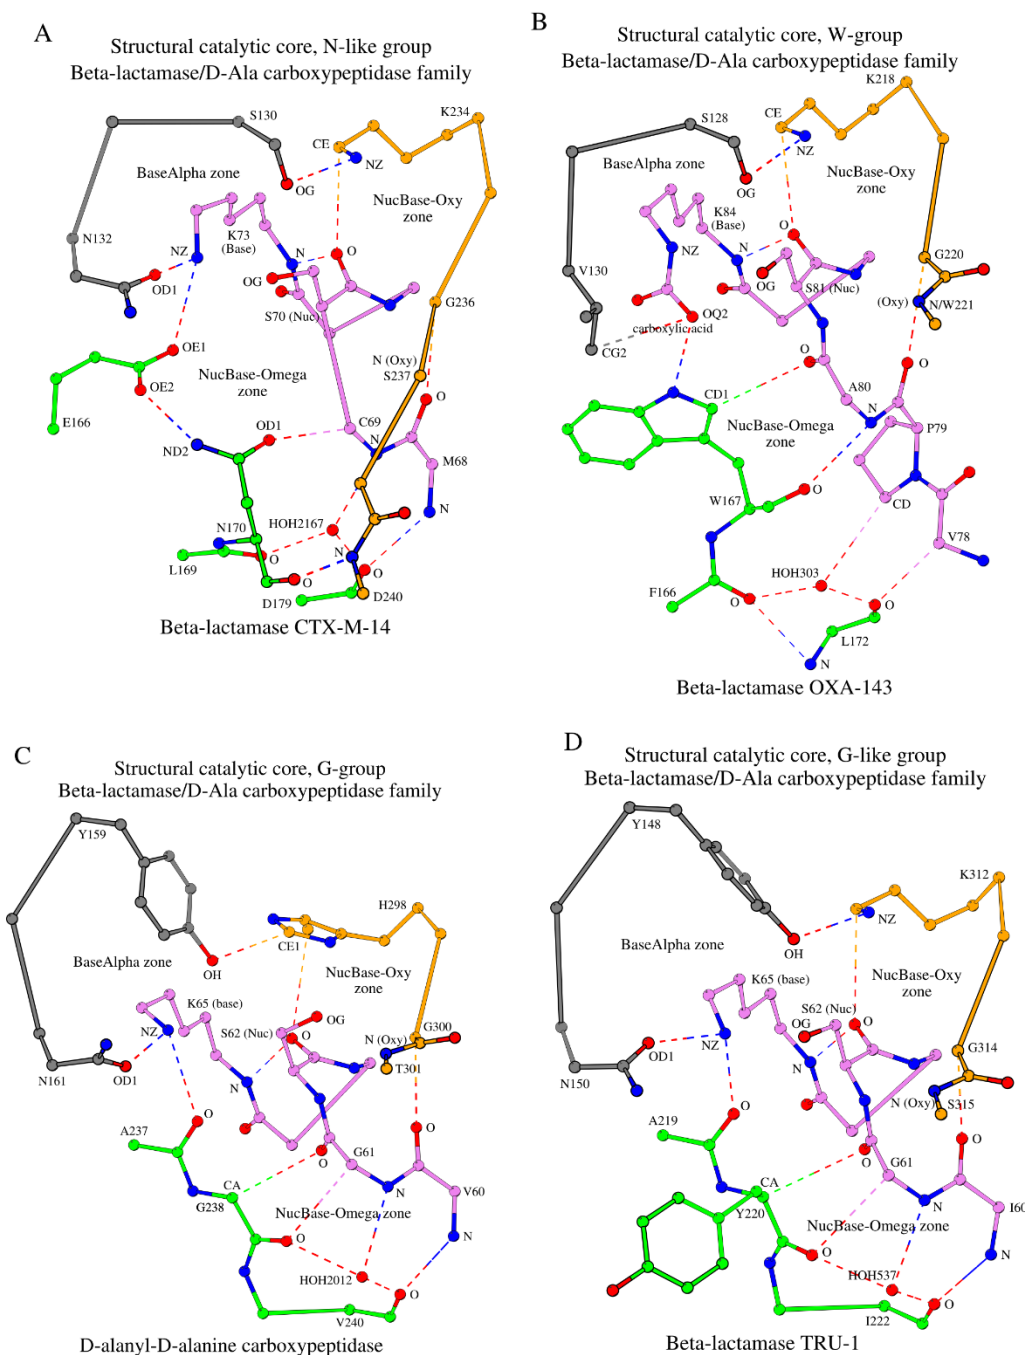 A
Structural catalytic core, N-like group
Beta-lactamase/D-Ala carboxypeptidase family
S130
K234
CE
NZ
BaseAlpha zone
OG
NucBase-Oxy
zone
N132
K73
(Base)
NZ
N
O
OD1
OG
S70 (Nuc)
G236
OE1
N (Oxy)
S237
NucBase-Omega
zone
OE2
O
E166
OD1
C69
ND2
N
M68
N170
HOH2167
N
L169
O
N
O
O
D179
D240
Beta-lactamase CTX-M-14
B
Structural catalytic core, W-group
Beta-lactamase/D-Ala carboxypeptidase family
K218
CE
S128
NZ
BaseAlpha zone
OG
NucBase-Oxy
zone
K84
(Base)
O
NZ
N
G220
V130
OG
S81 (Nuc)
(Oxy)
N/W221
OQ2
carboxylic acid
CG2
O
O
CD1
A80
NucBase-Omega
zone
N
P79
O
W167
CD
V78
HOH303
F166
O
O
L172
N
Beta-lactamase OXA-143
C
Structural catalytic core, G-group
Beta-lactamase/D-Ala carboxypeptidase family
Y159
H298
BaseAlpha zone
CE1
OH
NucBase-Oxy
zone
K65 (base)
OG
NZ
S62 (Nuc)
O
N (Oxy)
G300
T301
N161
OD1
N
O
O
A237
G61
O
CA
N
V60
G238
NucBase-Omega zone
O
N
HOH2012
O
V240
D-alanyl-D-alanine carboxypeptidase
D
Structural catalytic core, G-like group
Beta-lactamase/D-Ala carboxypeptidase family
Y148
K312
NZ
BaseAlpha zone
OH
NucBase-Oxy
zone
K65 (base)
S62 (Nuc)
OG
O
NZ
OD1
G314
N150
N
N (Oxy)
S315
O
A219
O
O
G61
CA
N
I60
Y220
NucBase-Omega zone
O
N
HOH537
O
I222
Beta-lactamase TRU-1